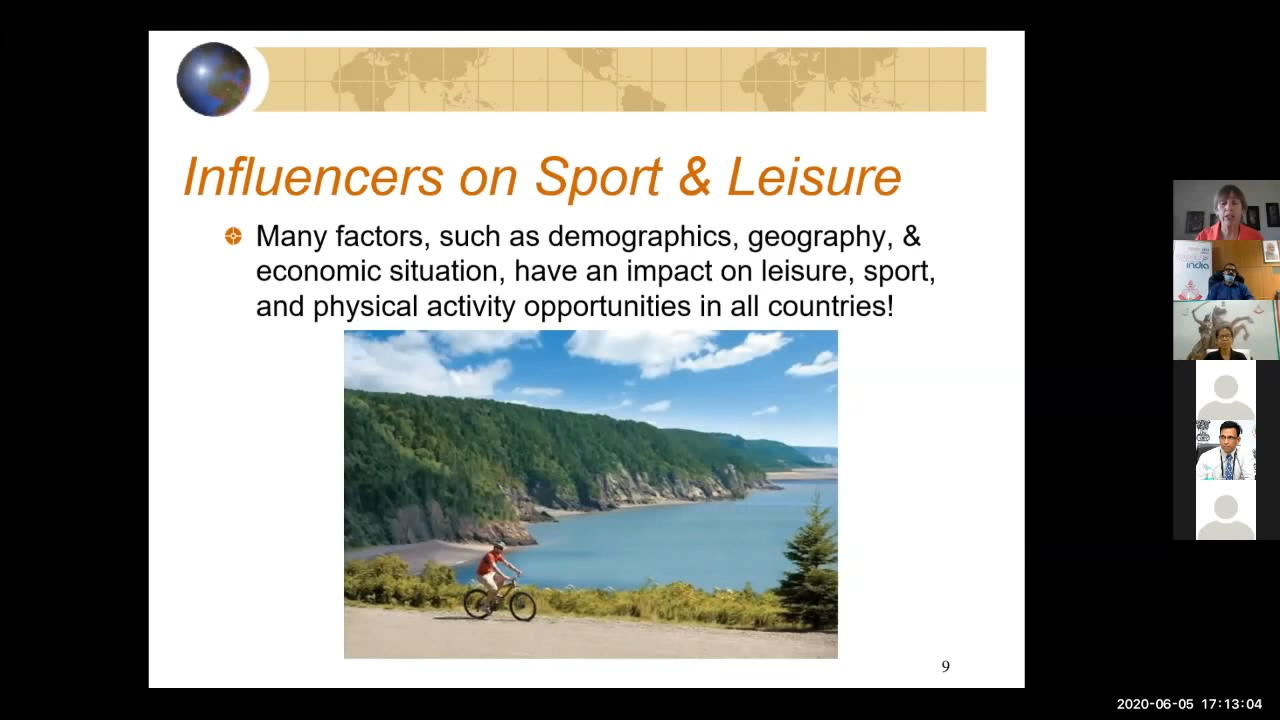 Influencers on Sport & Leisure
Many factors, such as demographics, geography, &
economic situation, have an impact on leisure, sport,
and physical activity opportunities in all countries!
9
india
2020-06-05 17:13:04